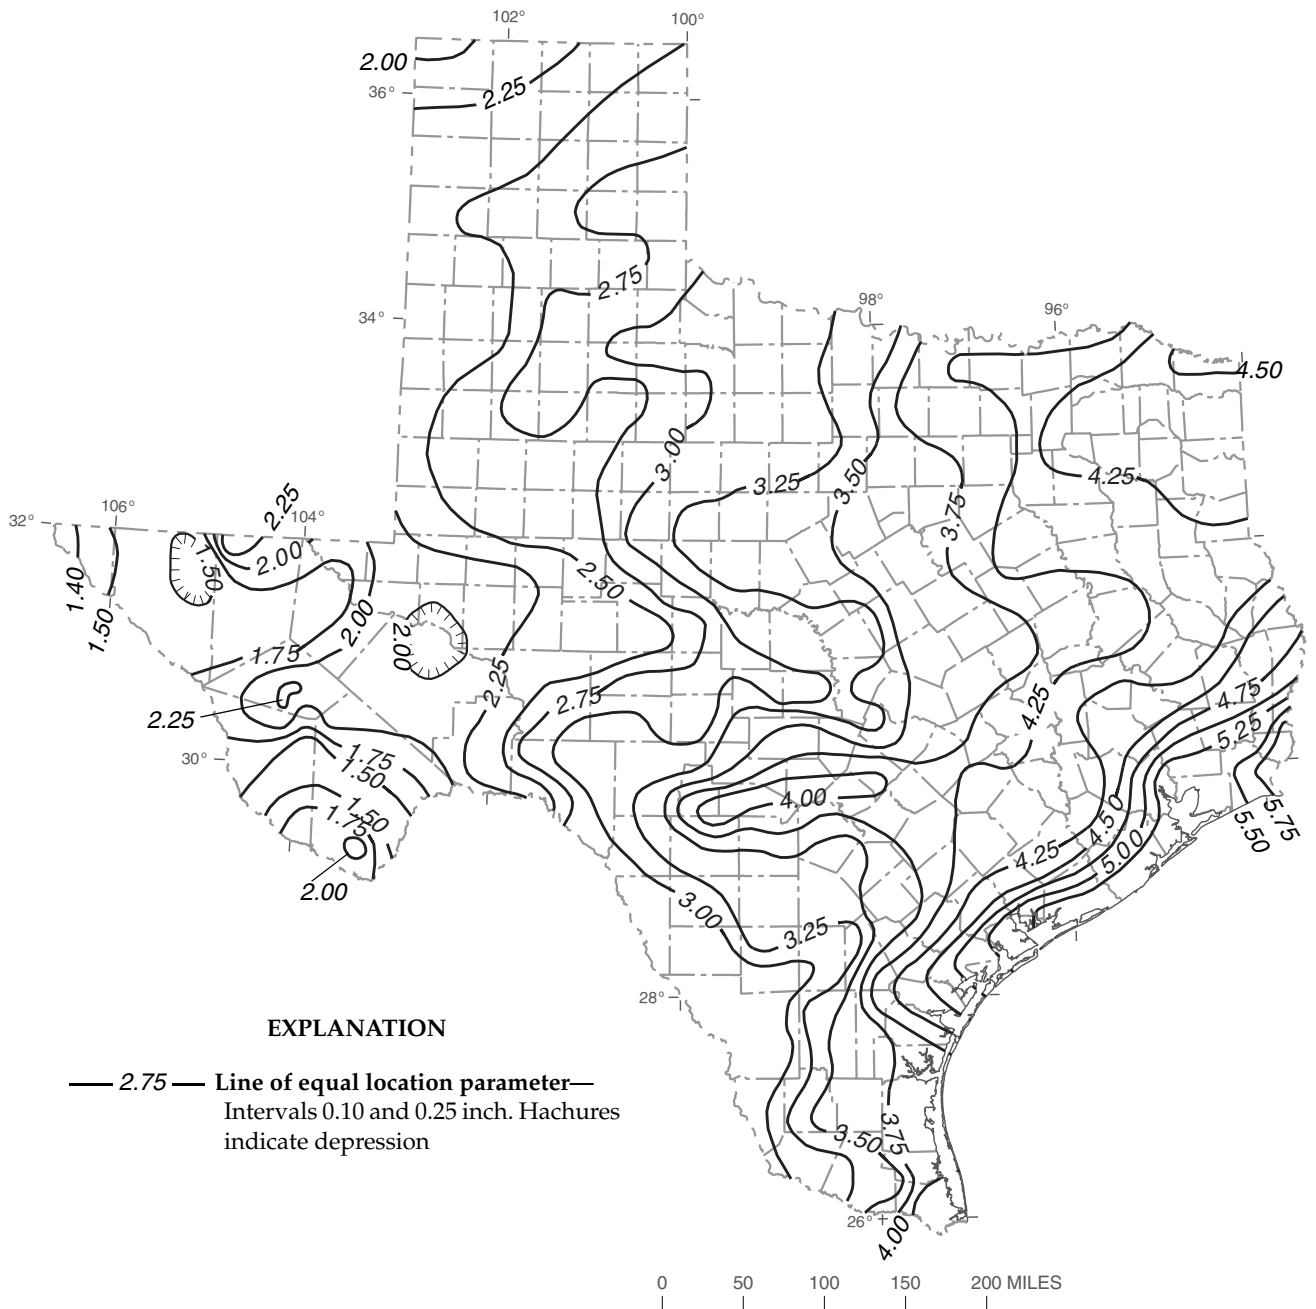 102° 100°
2.00
36° 2.25
2.75
34° 98° 96°
4.50
3.00
3.25 3.50 4.25
32° 106° 2.25 104° 3.75
1.50 2.00
1.40 2.50
1.50 2.00 2.00
1.75
2.25 2.25 2.75 4.25 4.75
5.25
30° 1.75
1.50
4.00 4.50 5.75
1.50 5.50
1.75
4.25 5.00
2.00
3.00 3.25
28°
EXPLANATION
2.75 Line of equal location parameter—
Intervals 0.10 and 0.25 inch. Hachures
indicate depression
3.50 3.75
26° 4.00
0 50 100 150 200 MILES